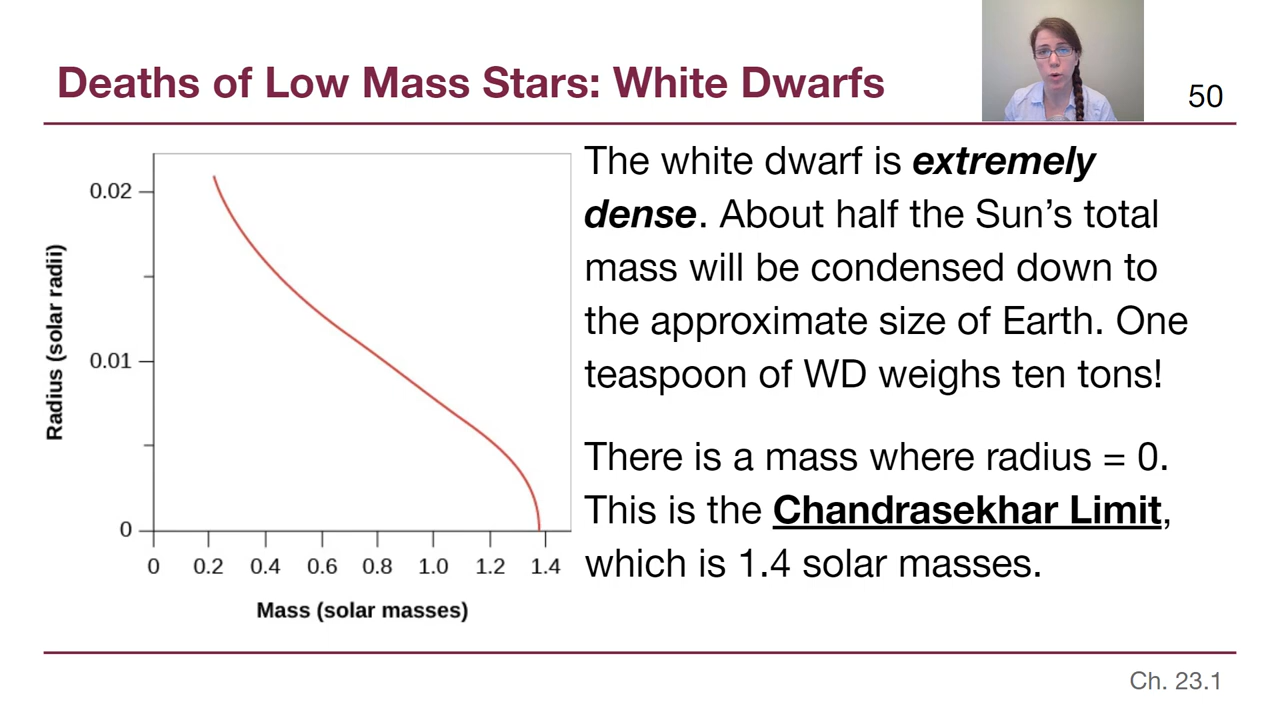 Deaths of Low Mass Stars: White Dwarfs
50
The white dwarf is extremely
dense. About half the Sun’s total
mass will be condensed down to
the approximate size of Earth. One
teaspoon of WD weighs ten tons!
There is a mass where radius = 0.
This is the Chandrasekhar Limit,
which is 1.4 solar masses.
Radius (solar radii)
0.02
0.01
0
0 0.2 0.4 0.6 0.8 1.0 1.2 1.4
Mass (solar masses)
Ch. 23.1